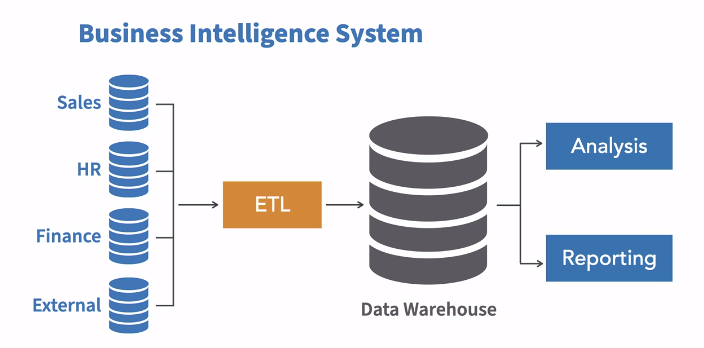 Business Intelligence System
Sales
HR
Finance
External
ETL
Data Warehouse
Analysis
Reporting